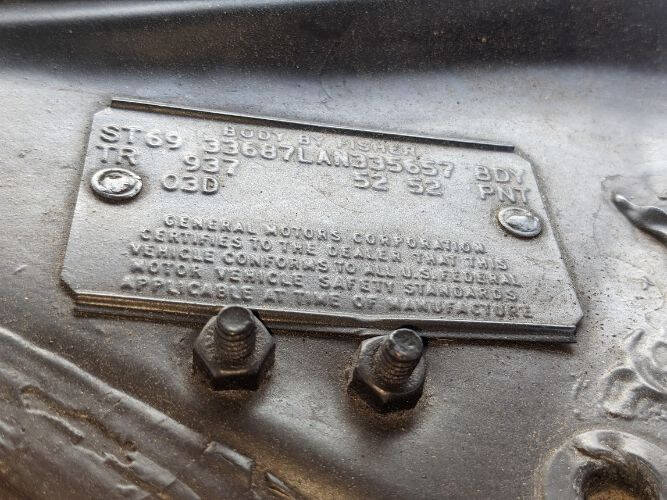 BODY BY FISHER
ST 69 33687LAN335657 BDY
TR 937 52 52 PNT
03D
GENERAL MOTORS CORPORATION
CERTIFIES TO THE DEALER THAT THIS
VEHICLE CONFORMS TO ALL U.S. FEDERAL
MOTOR VEHICLE SAFETY STANDARDS
APPLICABLE AT TIME OF MANUFACTURE